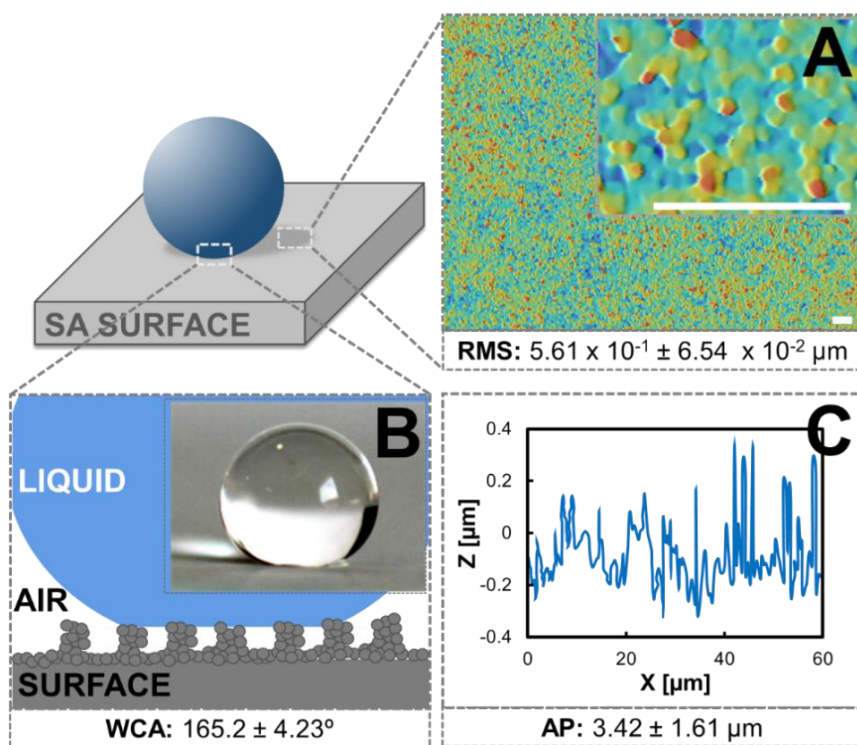 A
SA SURFACE
RMS: 5.61 x 10⁻¹ ± 6.54 x 10⁻² µm
B
LIQUID
AIR
SURFACE
WCA: 165.2 ± 4.23º
C
0.4
0.2
0
-0.2
-0.4
Z [µm]
0 20 40 60
X [µm]
AP: 3.42 ± 1.61 µm